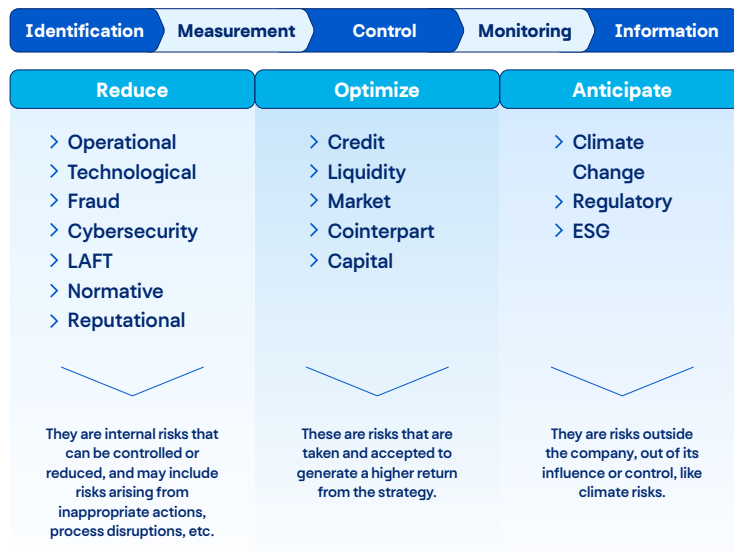 Identification Measurement Control Monitoring Information
Reduce
Operational
Technological
Fraud
Cybersecurity
LAFT
Normative
Reputational
They are internal risks that
can be controlled or
reduced, and may include
risks arising from
inappropriate actions,
process disruptions, etc.
Optimize
Credit
Liquidity
Market
Cointerpart
Capital
These are risks that are
taken and accepted to
generate a higher return
from the strategy.
Anticipate
Climate
Change
Regulatory
ESG
They are risks outside
the company, out of its
influence or control, like
climate risks.